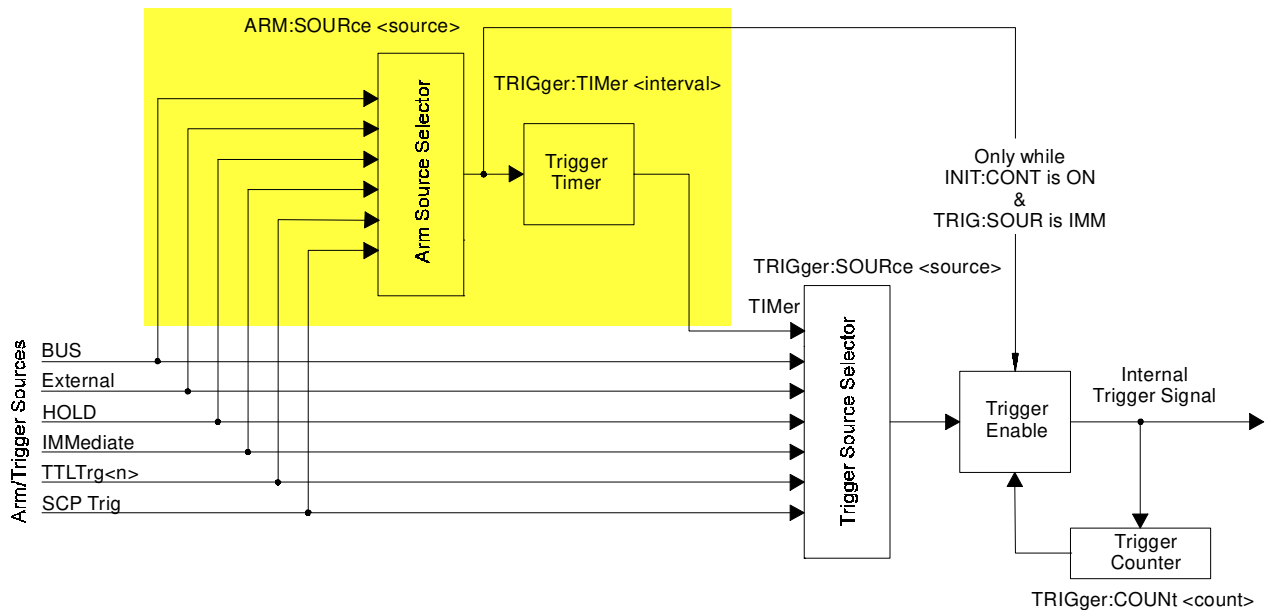 ARM:SOURce <source>
Arm Source Selector
TRIGger:TIMer <interval>
Trigger
Timer
Only while
INIT:CONT is ON
&
TRIG:SOUR is IMM
TRIGger:SOURce <source>
TIMer
Arm/Trigger Sources
BUS
External
HOLD
IMMediate
TTLTrg<n>
SCP Trig
Trigger Source Selector
Trigger
Enable
Internal
Trigger Signal
Trigger
Counter
TRIGger:COUNt <count>